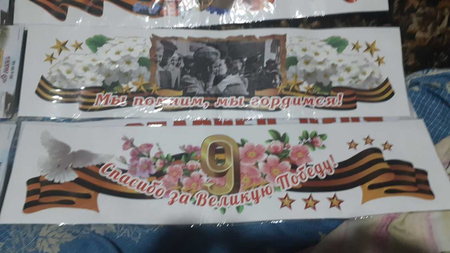 Мы помним, мы гордимся!
9
Спасибо за Великую Победу!